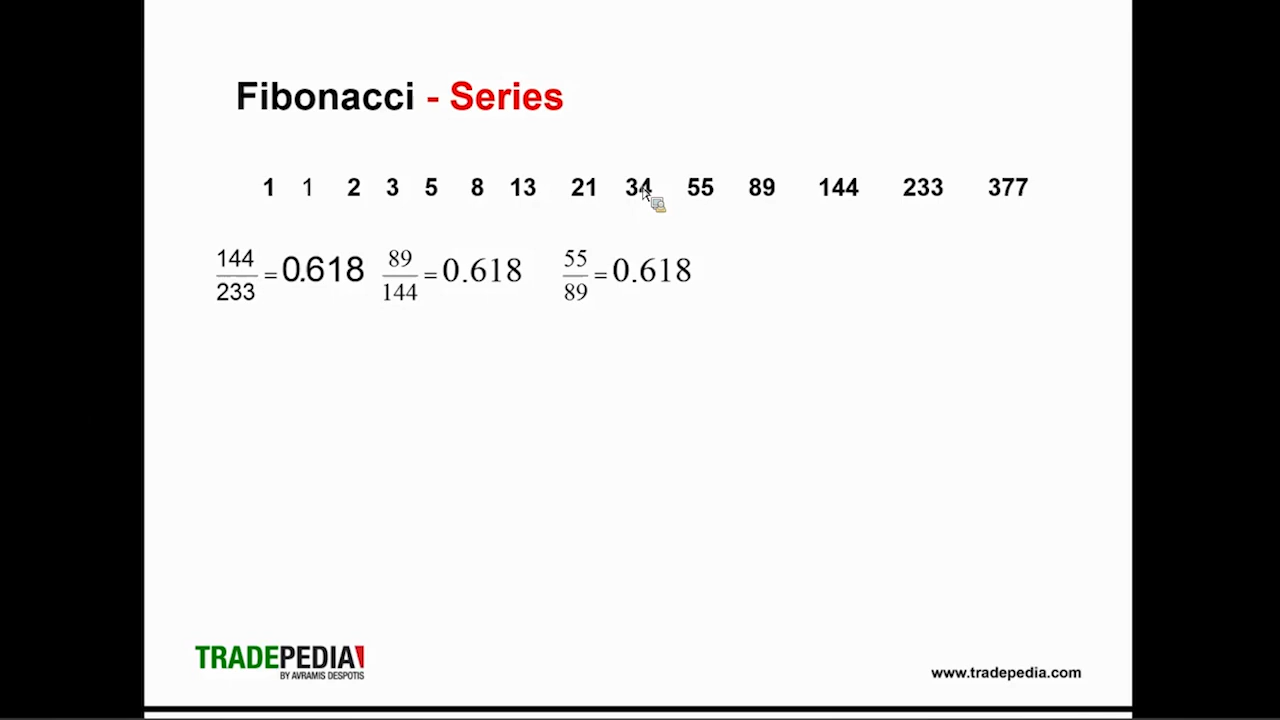 Fibonacci - Series
1 1 2 3 5 8 13 21 34 55 89 144 233 377
144/233 = 0.618 89/144 = 0.618 55/89 = 0.618
TRADEPEDIA
BY AVRAMIS DESPOTIS
www.tradepedia.com